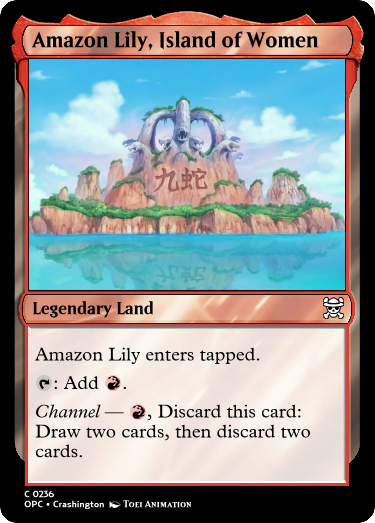 Amazon Lily, Island of Women
九蛇
Legendary Land
Amazon Lily enters tapped.
: Add .
Channel — , Discard this card:
Draw two cards, then discard two
cards.
C 0236
OPC • Crashington Toei Animation